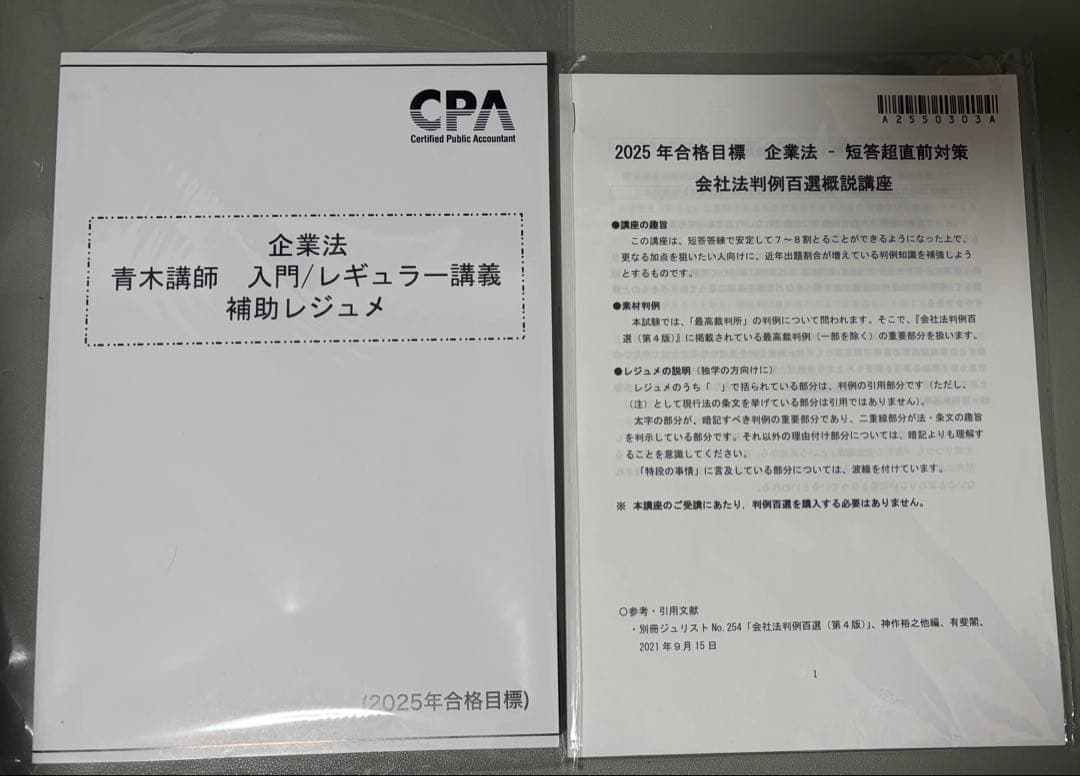 CPA
Certified Public Accountant
企業法
青木講師 入門/レギュラー講義
補助レジュメ
(2025年合格目標)
A2550303A
2025 年合格目標 企業法 - 短答超直前対策
会社法判例百選概説講座
●講座の趣旨
この講座は、短答答練で安定して7~8割とることができるようになった上で、
更なる加点を狙いたい人向けに、近年出題割合が増えている判例知識を補強しよう
とするものです。
●素材判例
本試験では、「最高裁判所」の判例について問われます。そこで、『会社法判例百
選(第4版)』に掲載されている最高裁判例(一部を除く)の重要部分を扱います。
●レジュメの説明(独学の方向けに)
レジュメのうち「 」で括られている部分は、判例の引用部分です(ただし、
(注)として現行法の条文を挙げている部分は引用ではありません)。
太字の部分が、暗記すべき判例の重要部分であり、二重線部分が法・条文の趣旨
を判示している部分です。それ以外の理由付け部分については、暗記よりも理解す
ることを意識してください。
「特段の事情」に言及している部分については、波線を付けています。
※ 本講座のご受講にあたり,判例百選を購入する必要はありません。
○参考・引用文献
・別冊ジュリスト No.254「会社法判例百選(第4版)」、神作裕之他編、有斐閣、
2021年9月15日
1